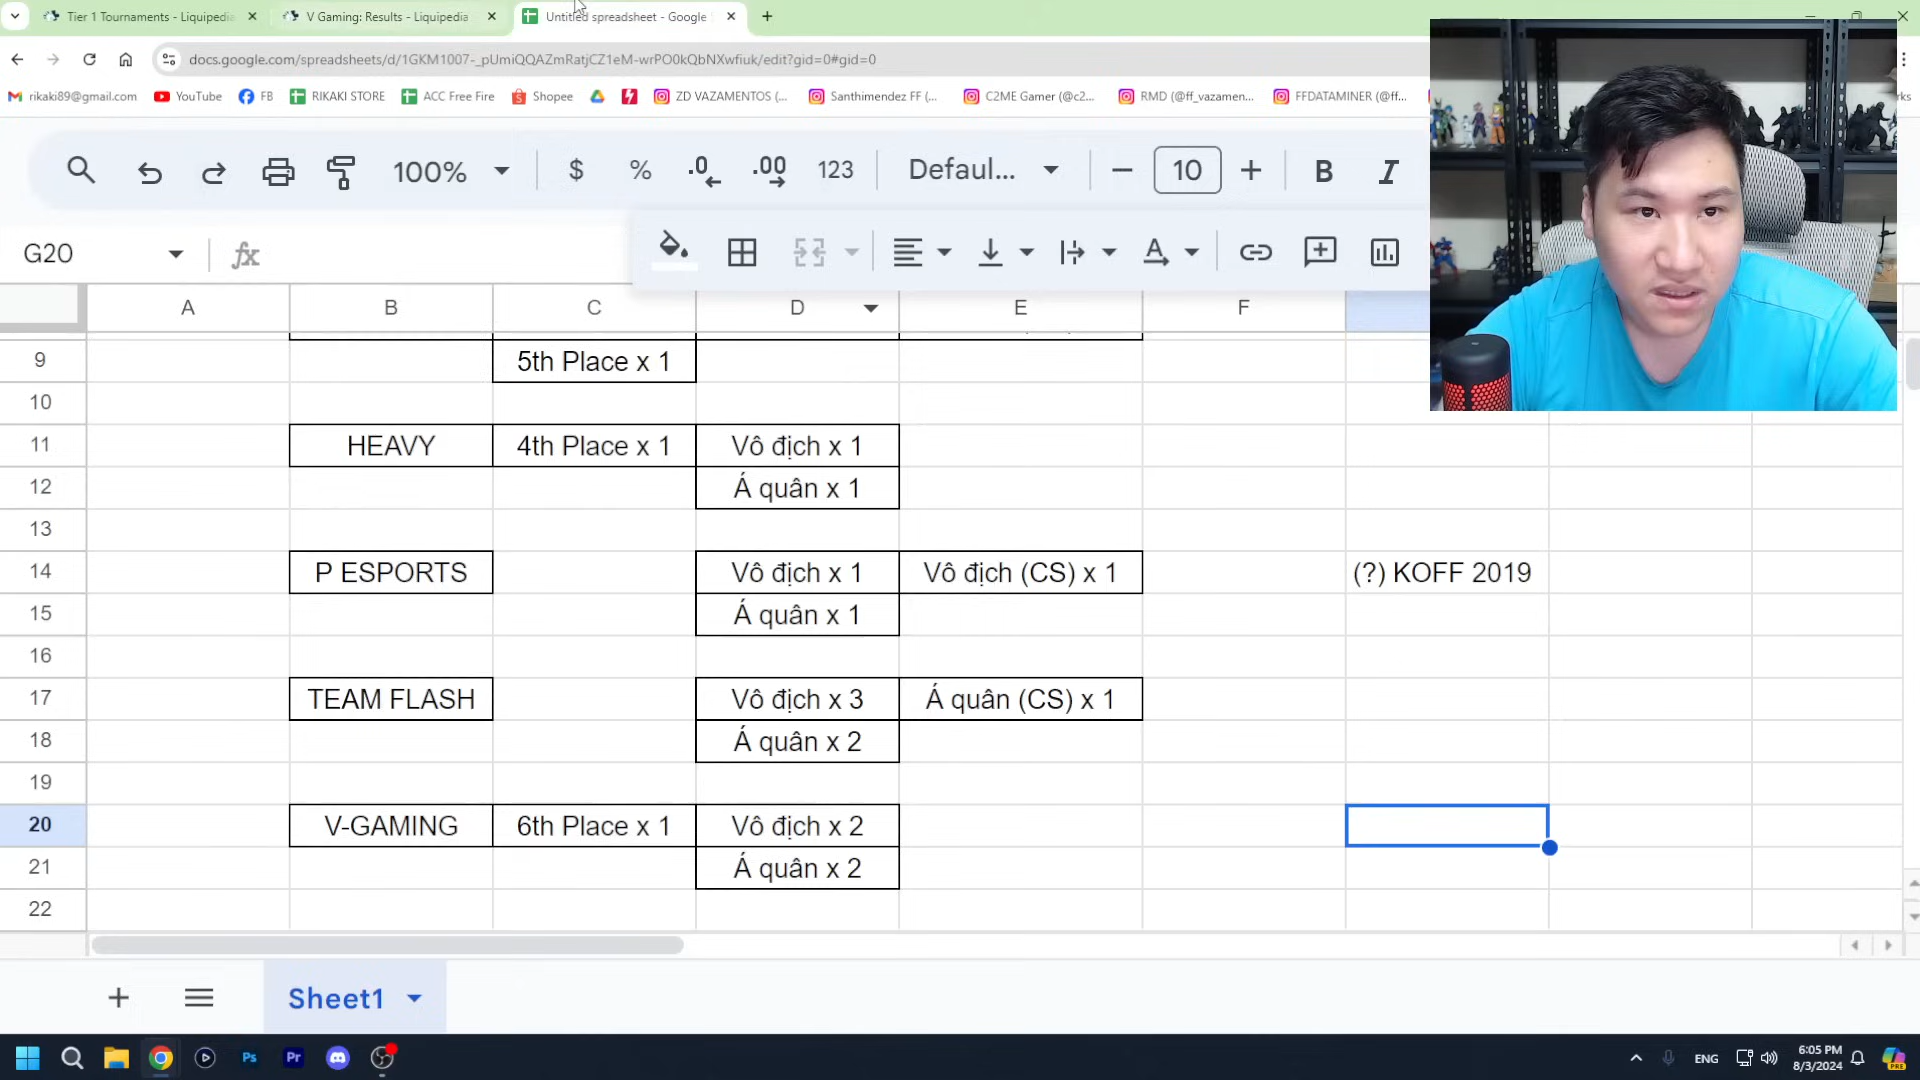 Tier 1 Tournaments - Liquipedia
V Gaming: Results - Liquipedia
Untitled spreadsheet - Google
docs.google.com/spreadsheets/d/1GKM1007-_pUmiQQAZmRatjCZ1eM-wrPO0kQbNXwfiuk/edit?gid=0#gid=0
rikaki89@gmail.com
YouTube
FB
RIKAKI STORE
ACC Free Fire
Shopee
ZD VAZAMENTOS (...
Santhimendez FF (...
C2ME Gamer (@c2...
RMD (@ff_vazamen...
FFDATAMINER (@ff...
100%
$
%
.0
.00
123
Defaul...
10
B
I
G20
fx
A
A B C D E F
9
5th Place x 1
10
11
HEAVY
4th Place x 1
Vô địch x 1
12
Á quân x 1
13
14
P ESPORTS
Vô địch x 1
Vô địch (CS) x 1
(?) KOFF 2019
15
Á quân x 1
16
17
TEAM FLASH
Vô địch x 3
Á quân (CS) x 1
18
Á quân x 2
19
20
V-GAMING
6th Place x 1
Vô địch x 2
21
Á quân x 2
22
Sheet1
Ps
Pr
ENG
6:05 PM
8/3/2024
PRE